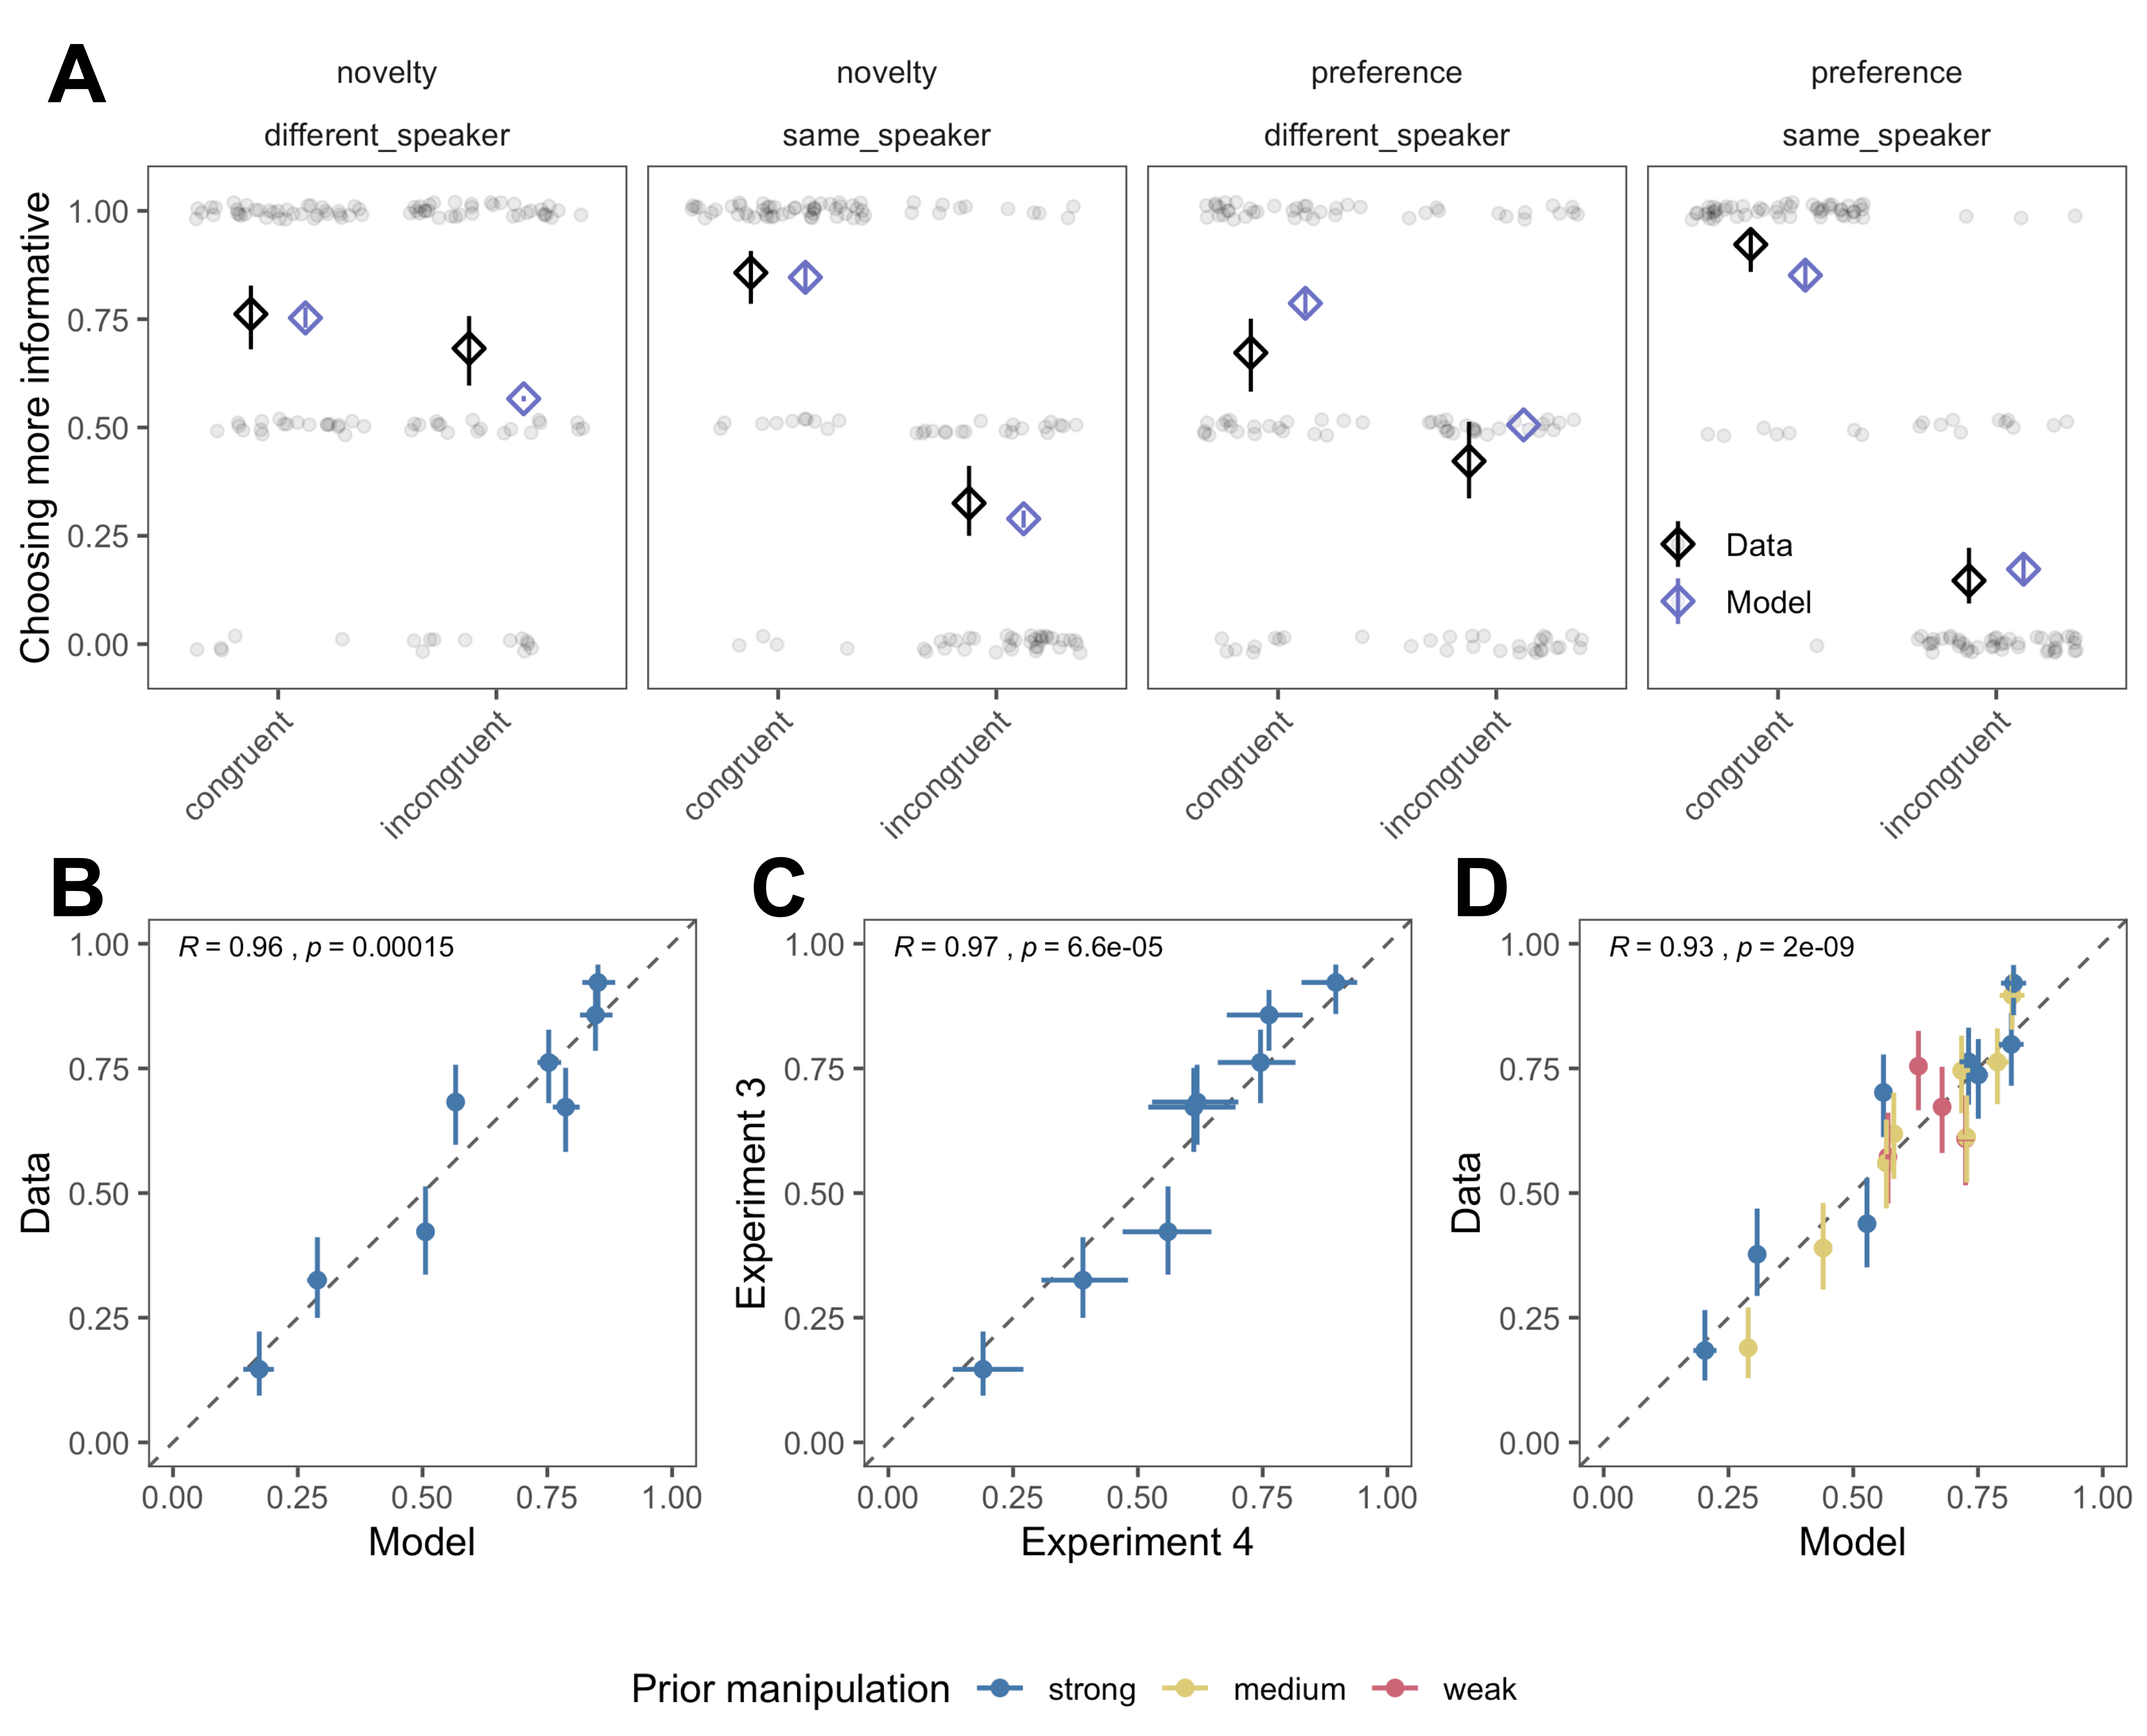 A
novelty
novelty
preference
preference
different_speaker
same_speaker
different_speaker
same_speaker
Choosing more informative
1.00
0.75
0.50
0.25
0.00
Data
Model
congruent
incongruent
congruent
incongruent
congruent
incongruent
congruent
incongruent
B
R = 0.96 , p = 0.00015
Data
1.00
0.75
0.50
0.25
0.00
0.00 0.25 0.50 0.75 1.00
Model
C
R = 0.97 , p = 6.6e-05
Experiment 3
1.00
0.75
0.50
0.25
0.00
0.00 0.25 0.50 0.75 1.00
Experiment 4
D
R = 0.93 , p = 2e-09
Data
1.00
0.75
0.50
0.25
0.00
0.00 0.25 0.50 0.75 1.00
Model
Prior manipulation strong medium weak